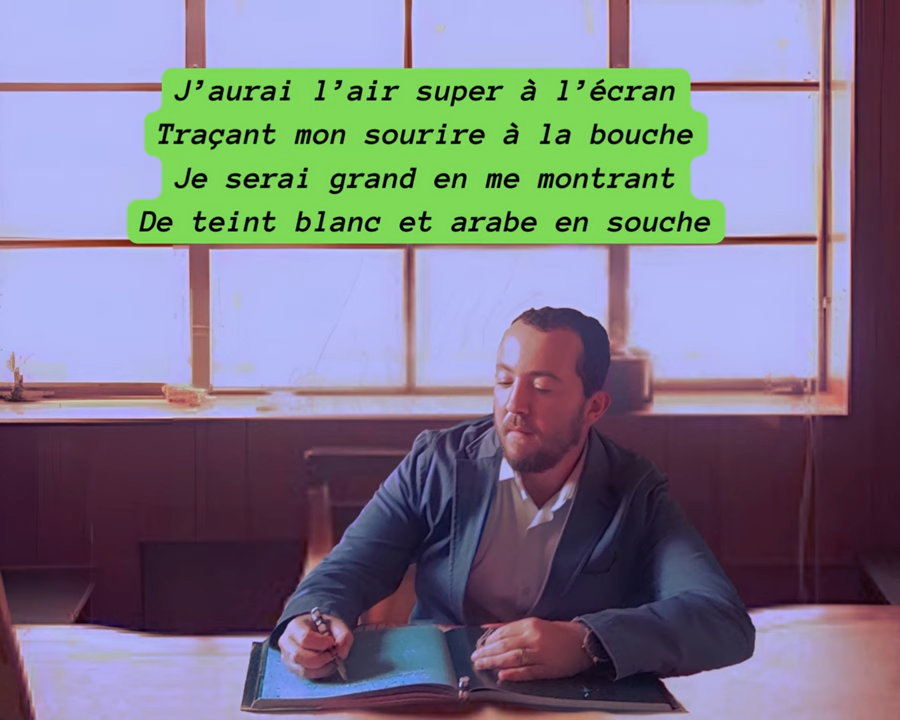 J’aurai l’air super à l’écran
Traçant mon sourire à la bouche
Je serai grand en me montrant
De teint blanc et arabe en souche